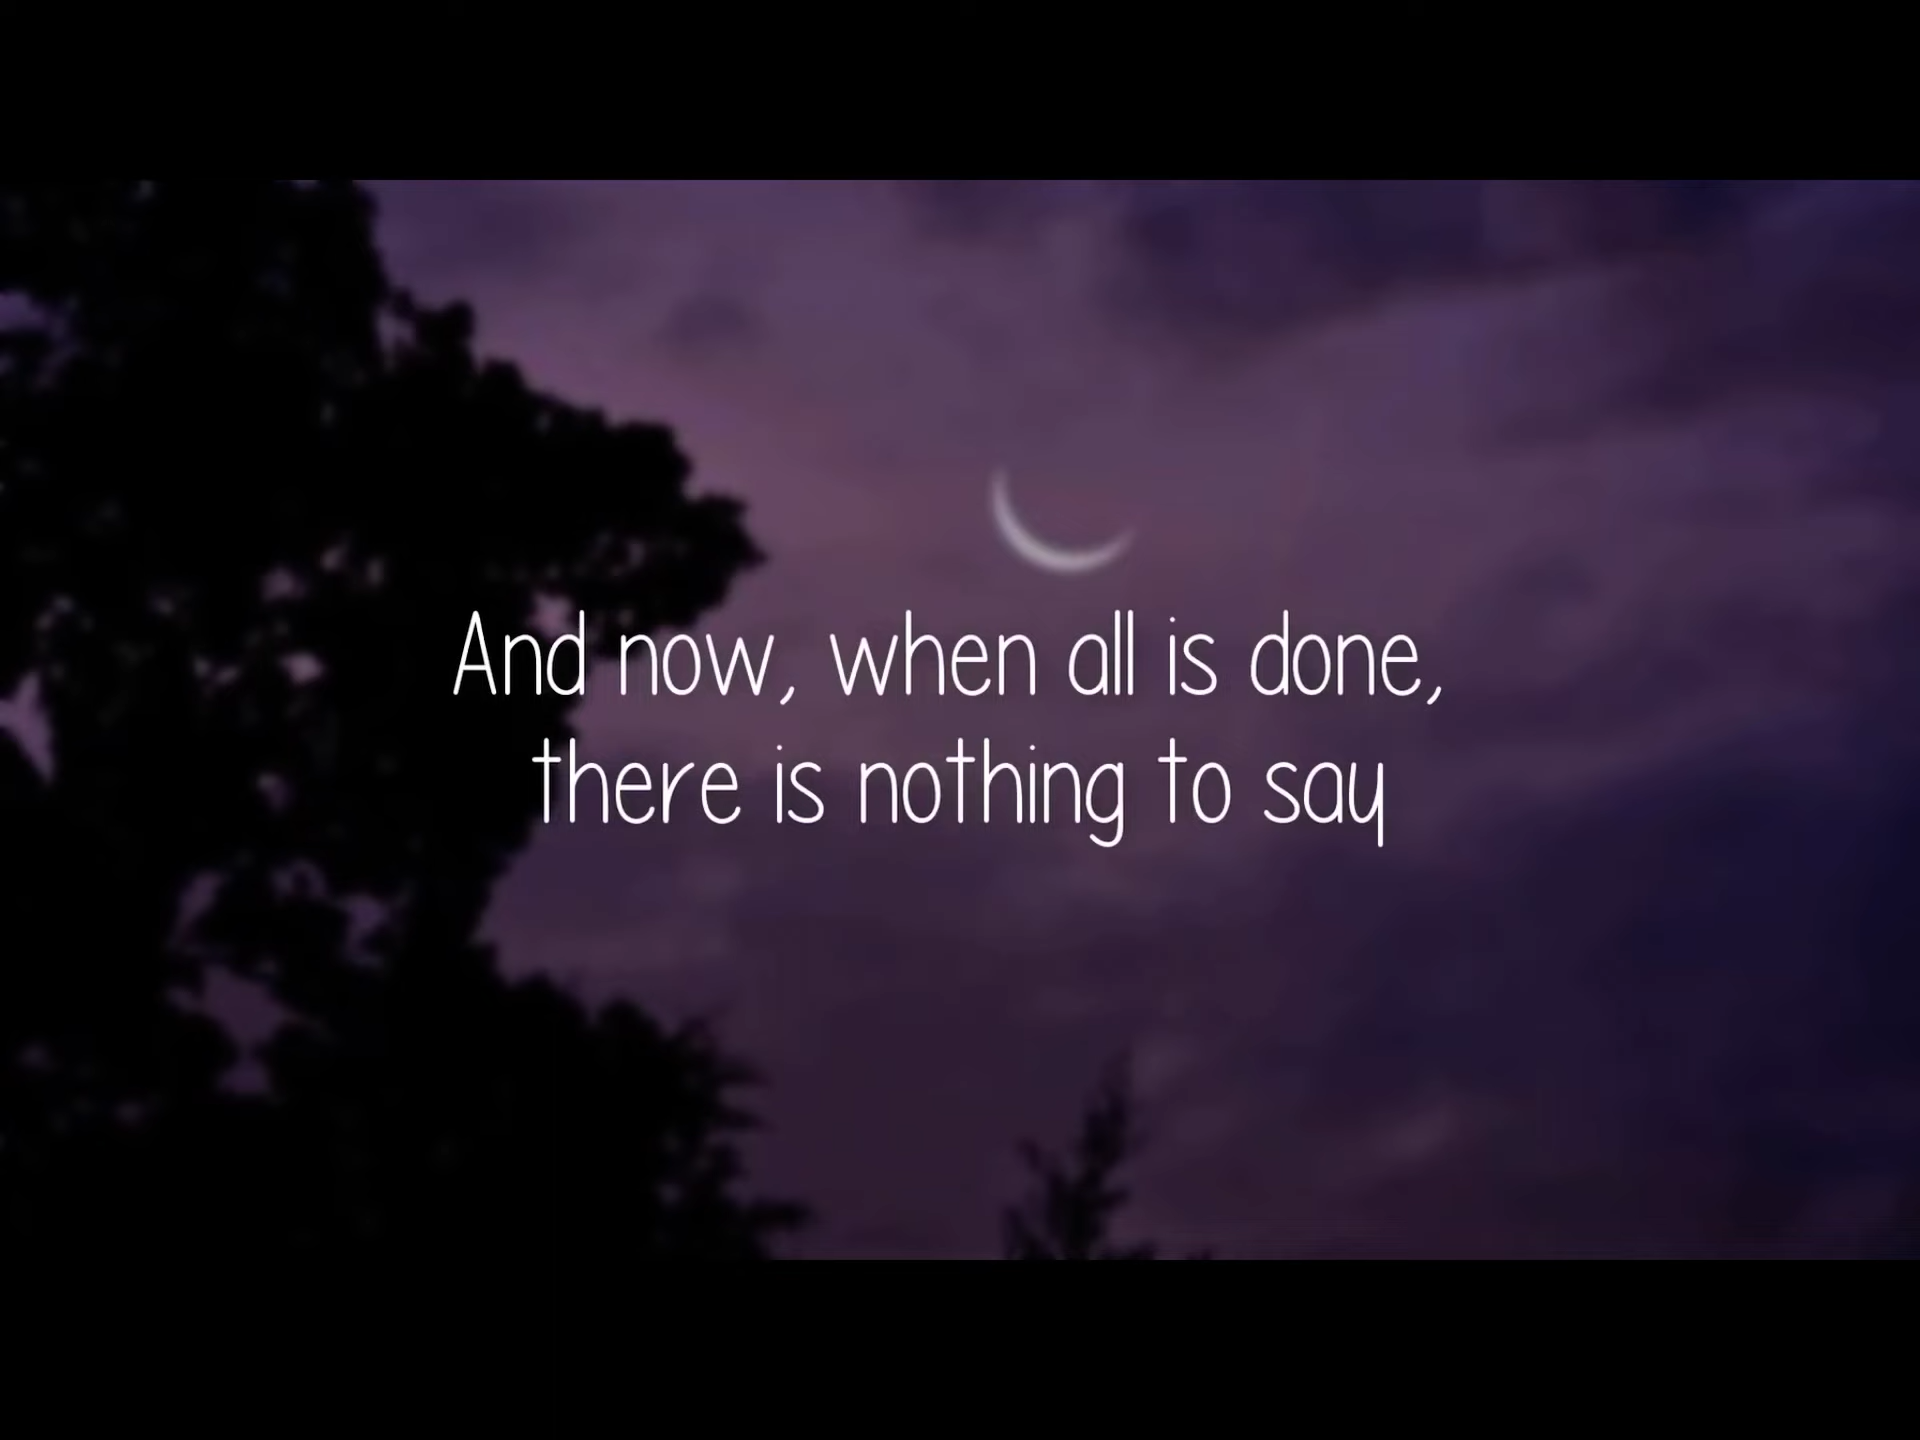 And now, when all is done,
there is nothing to say